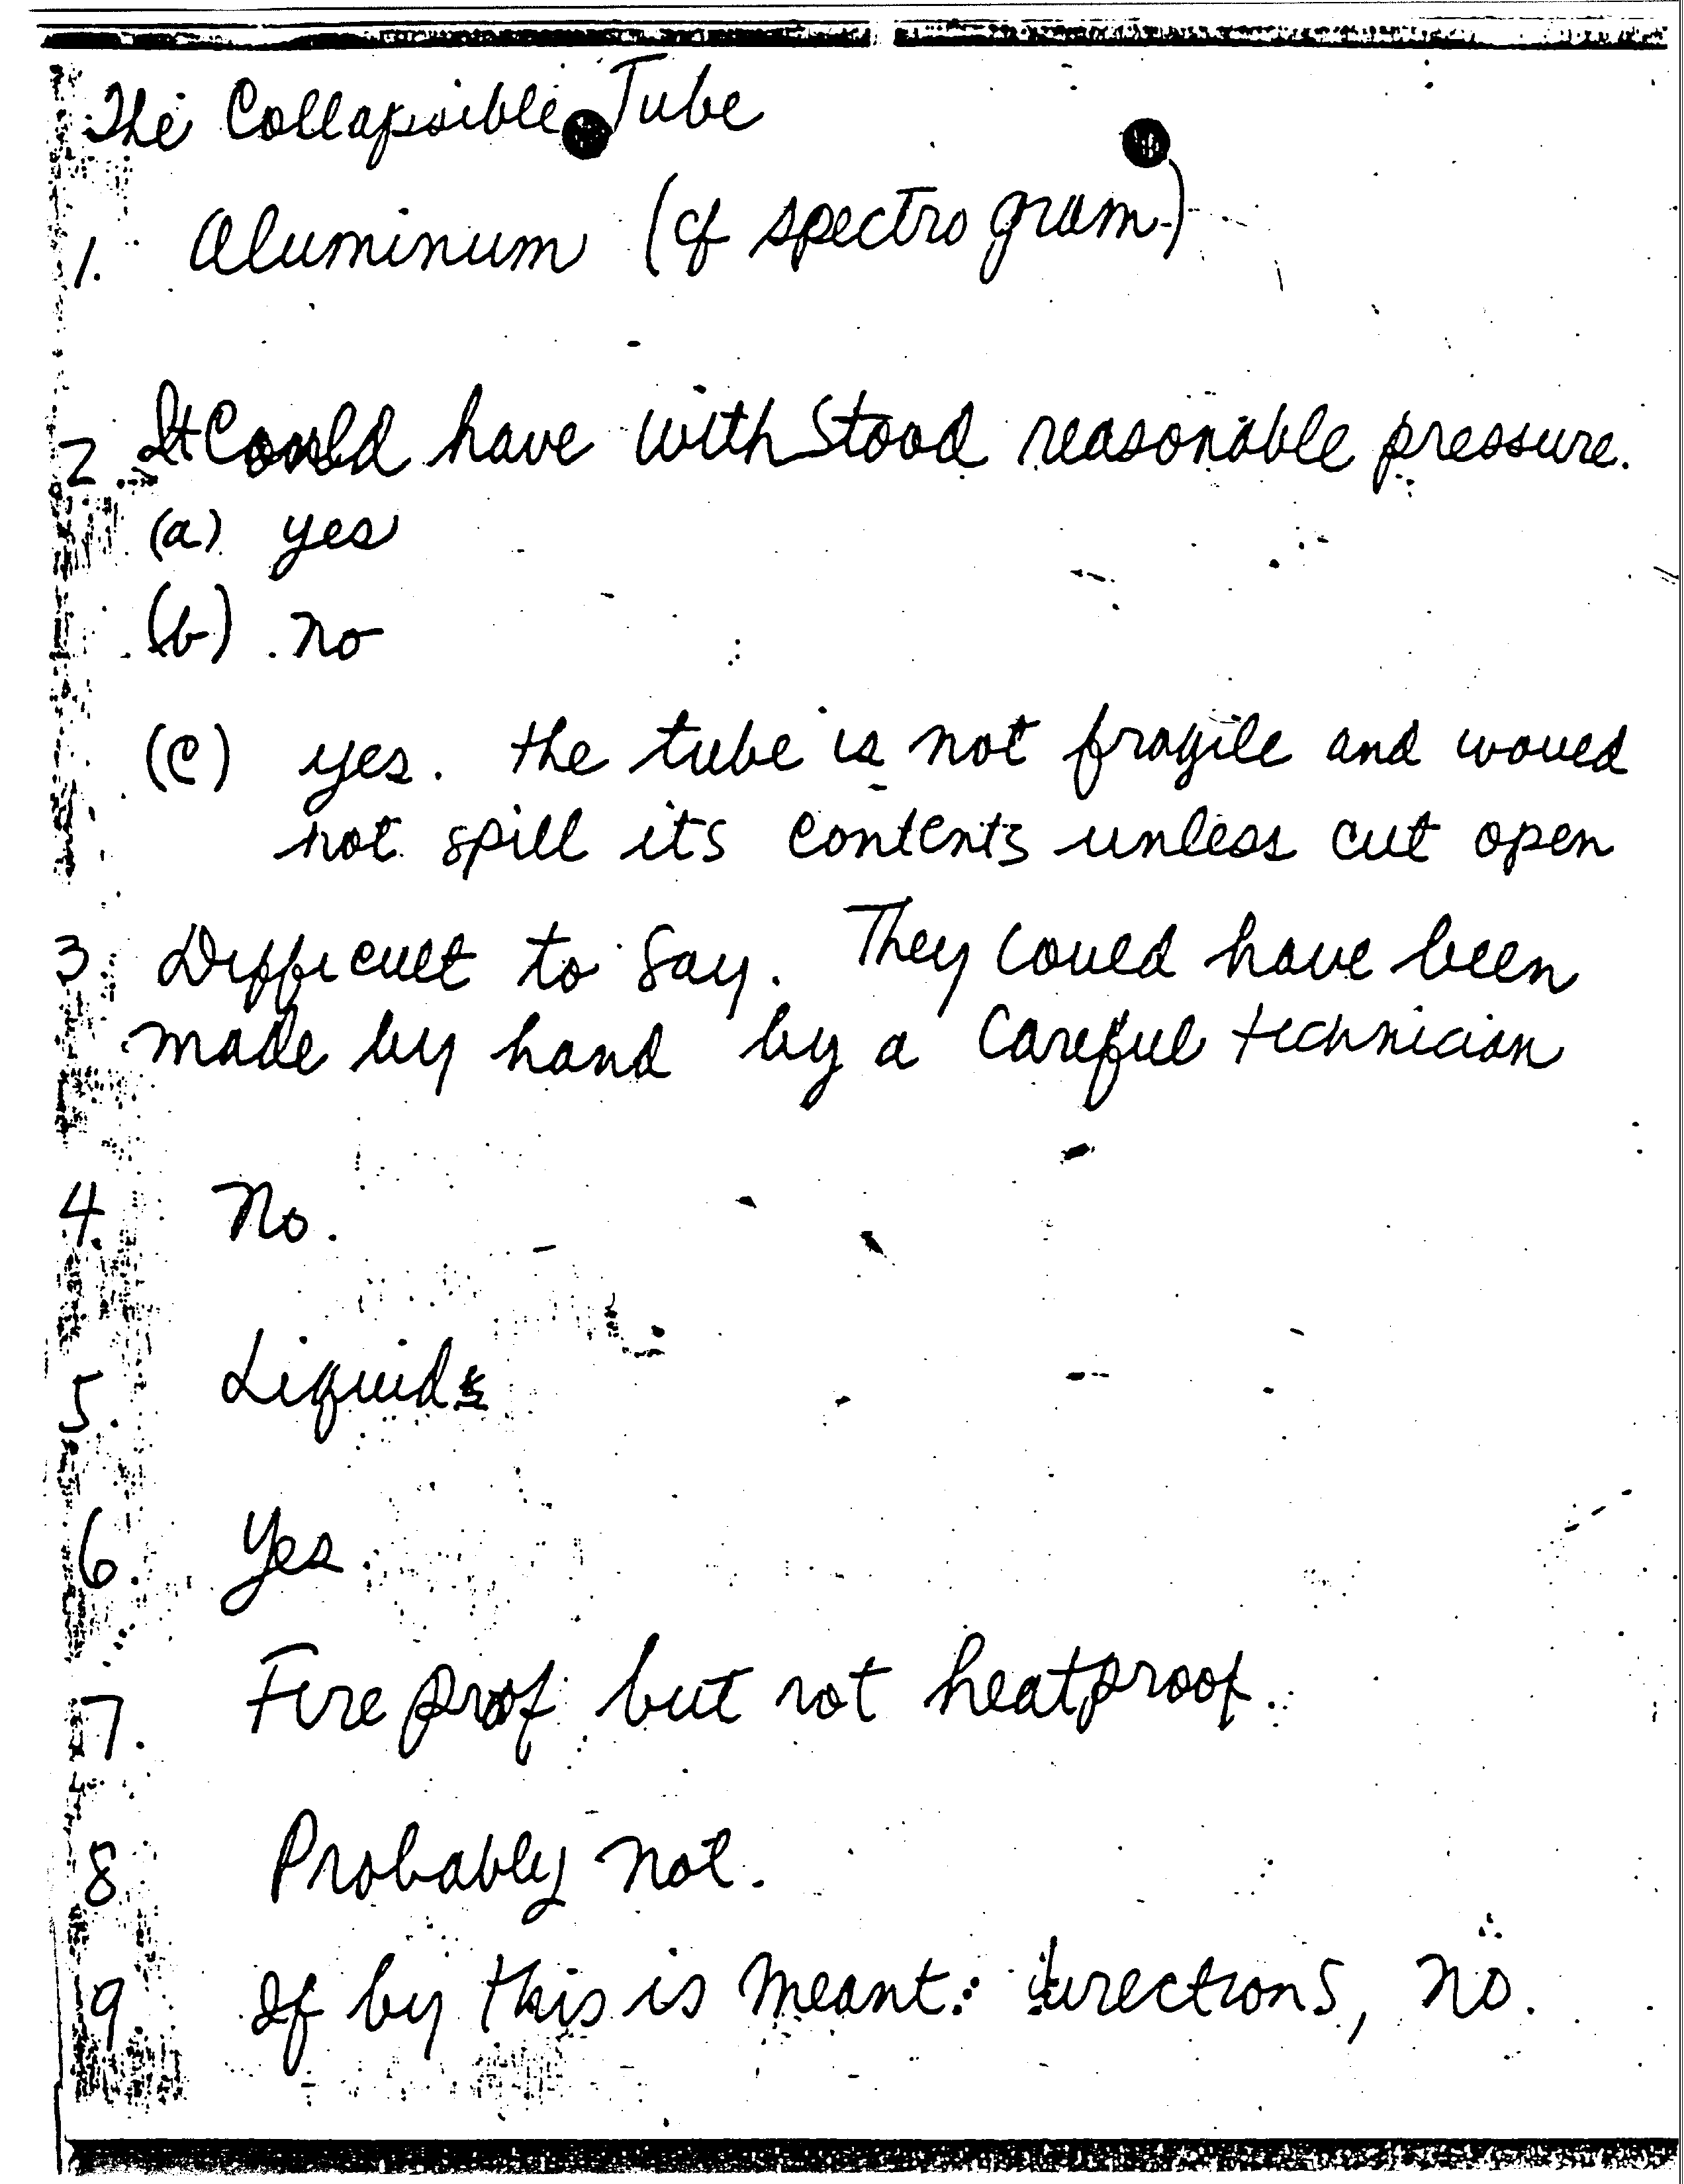 The Collapsible Tube
1. Aluminum (cf spectrogram)
2 It Could have withstood reasonable pressure.
(a) yes
(b) no
(c) yes. the tube is not fragile and would
not spill its contents unless cut open
3 Difficult to say. They could have been
made by hand by a careful technician
4. No.
5. Liquids
6. Yes
7. Fire prof but not heatproof.
8 Probably not.
9 If by this is meant: directions, no.